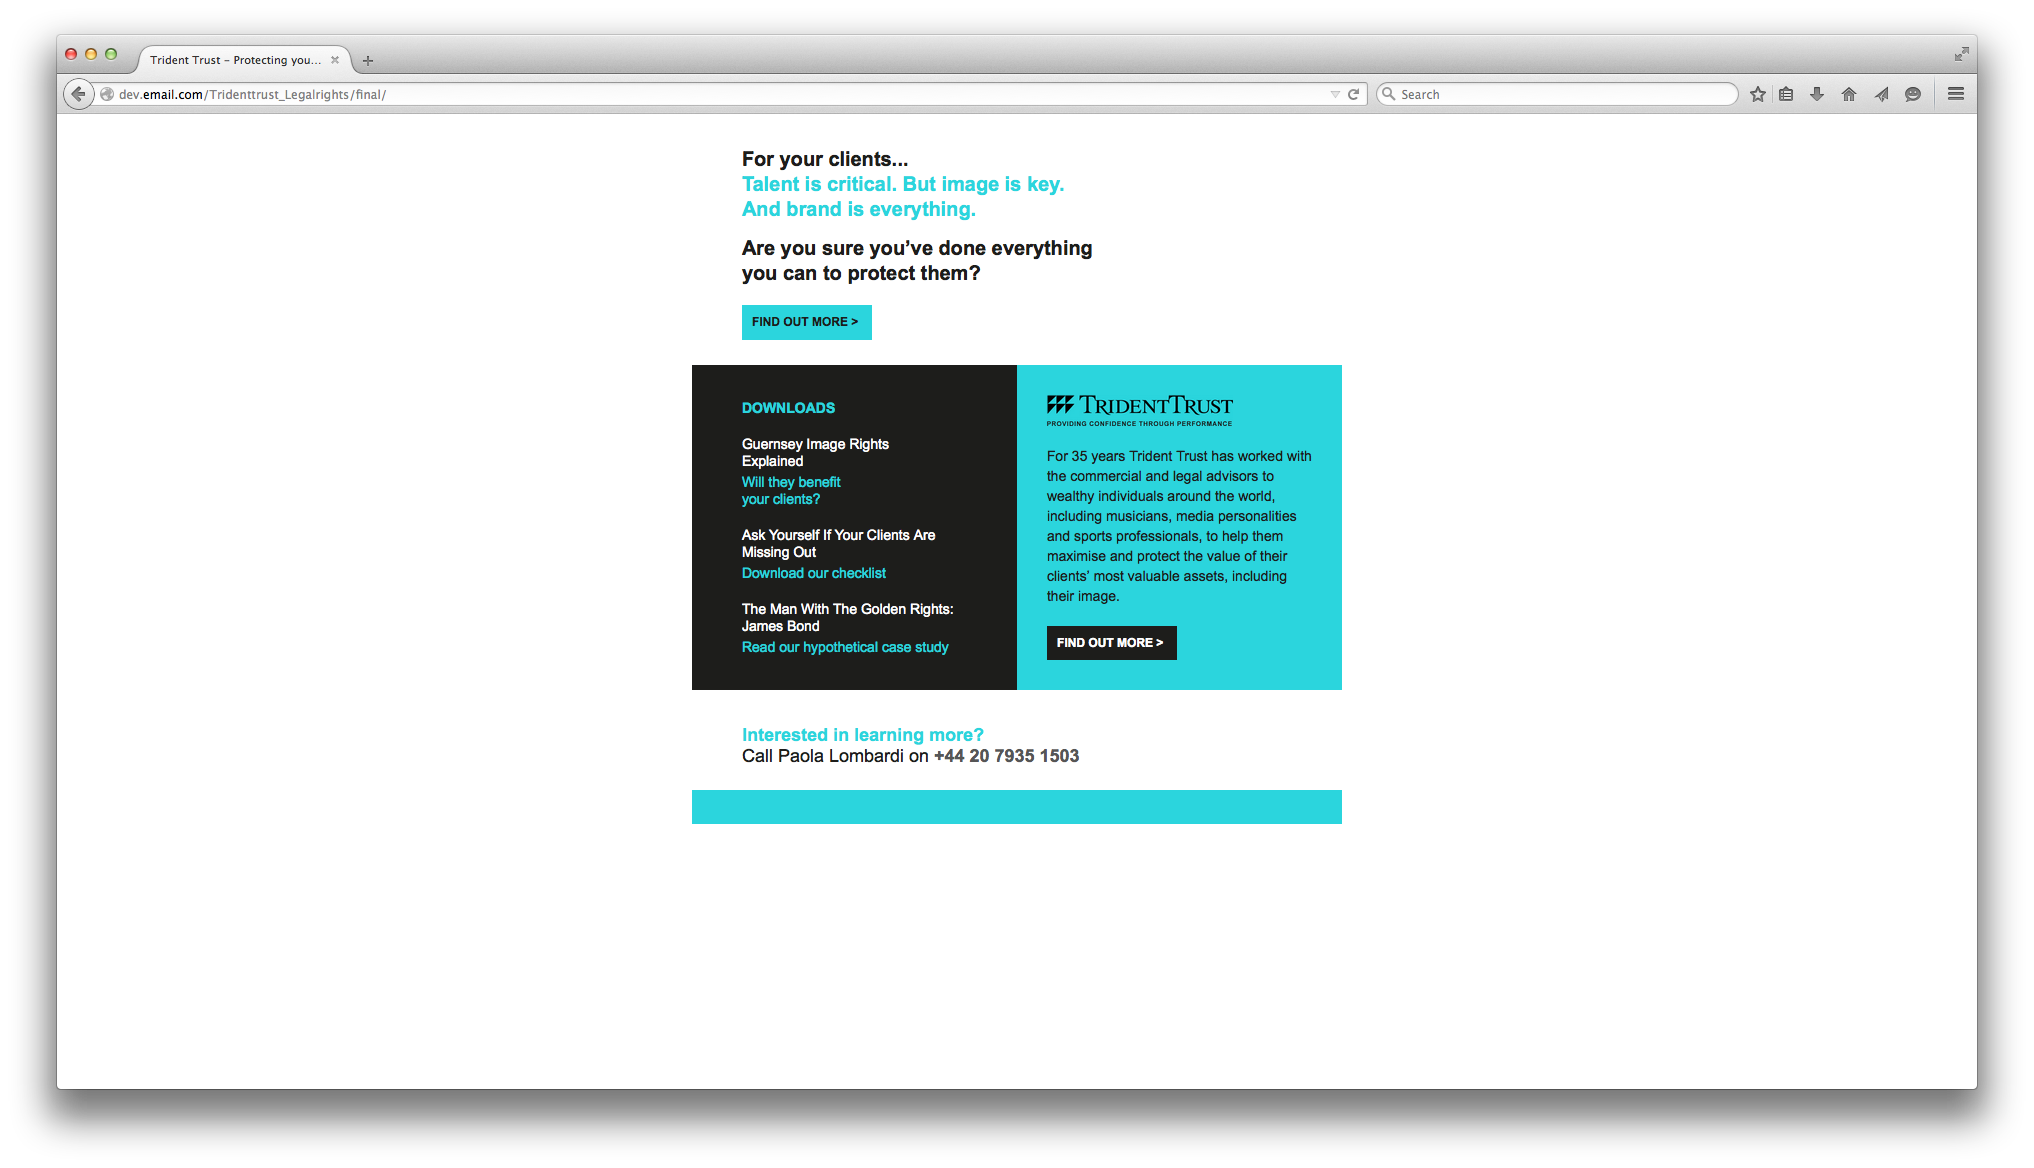 Trident Trust – Protecting you...
dev.email.com/Tridenttrust_Legalrights/final/
Search
For your clients...
Talent is critical. But image is key.
And brand is everything.
Are you sure you’ve done everything
you can to protect them?
FIND OUT MORE >
DOWNLOADS
Guernsey Image Rights
Explained
Will they benefit
your clients?
Ask Yourself If Your Clients Are
Missing Out
Download our checklist
The Man With The Golden Rights:
James Bond
Read our hypothetical case study
TRIDENTTRUST
PROVIDING CONFIDENCE THROUGH PERFORMANCE
For 35 years Trident Trust has worked with
the commercial and legal advisors to
wealthy individuals around the world,
including musicians, media personalities
and sports professionals, to help them
maximise and protect the value of their
clients’ most valuable assets, including
their image.
FIND OUT MORE >
Interested in learning more?
Call Paola Lombardi on +44 20 7935 1503